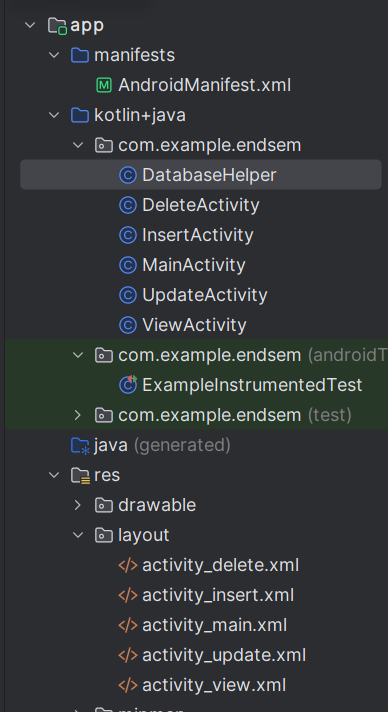 app
manifests
AndroidManifest.xml
kotlin+java
com.example.endsem
DatabaseHelper
DeleteActivity
InsertActivity
MainActivity
UpdateActivity
ViewActivity
com.example.endsem (androidT
ExampleInstrumentedTest
com.example.endsem (test)
java (generated)
res
drawable
layout
activity_delete.xml
activity_insert.xml
activity_main.xml
activity_update.xml
activity_view.xml